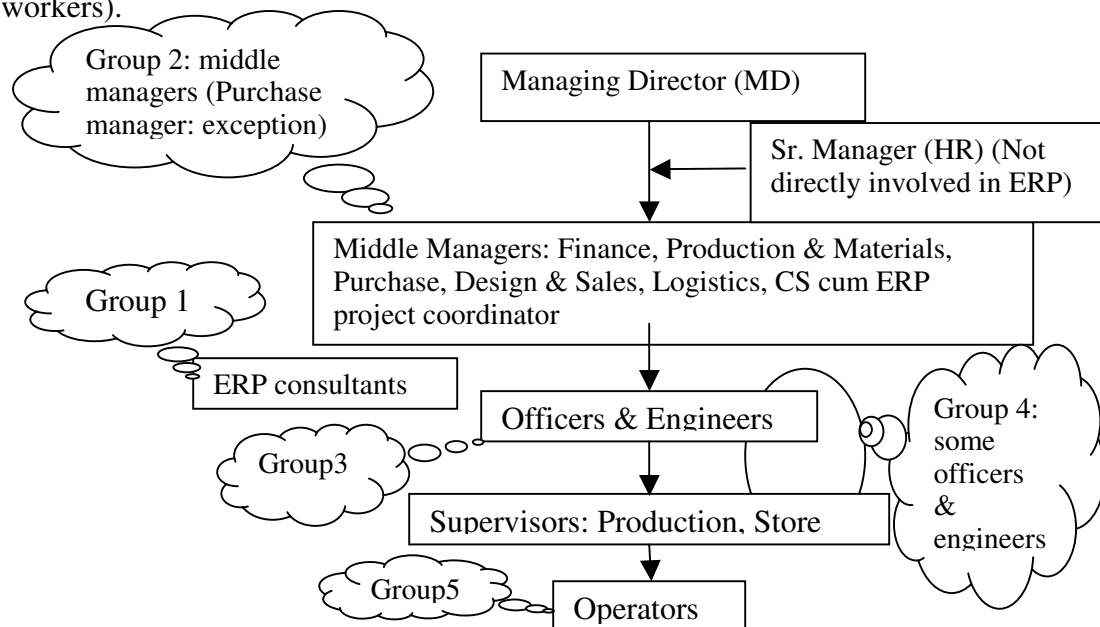 workers).
Group 2: middle
managers (Purchase
manager: exception)
Managing Director (MD)
Sr. Manager (HR) (Not
directly involved in ERP)
Middle Managers: Finance, Production & Materials,
Purchase, Design & Sales, Logistics, CS cum ERP
project coordinator
Group 1
ERP consultants
Officers & Engineers
Group 4:
some
officers
&
engineers
Group3
Supervisors: Production, Store
Group5
Operators